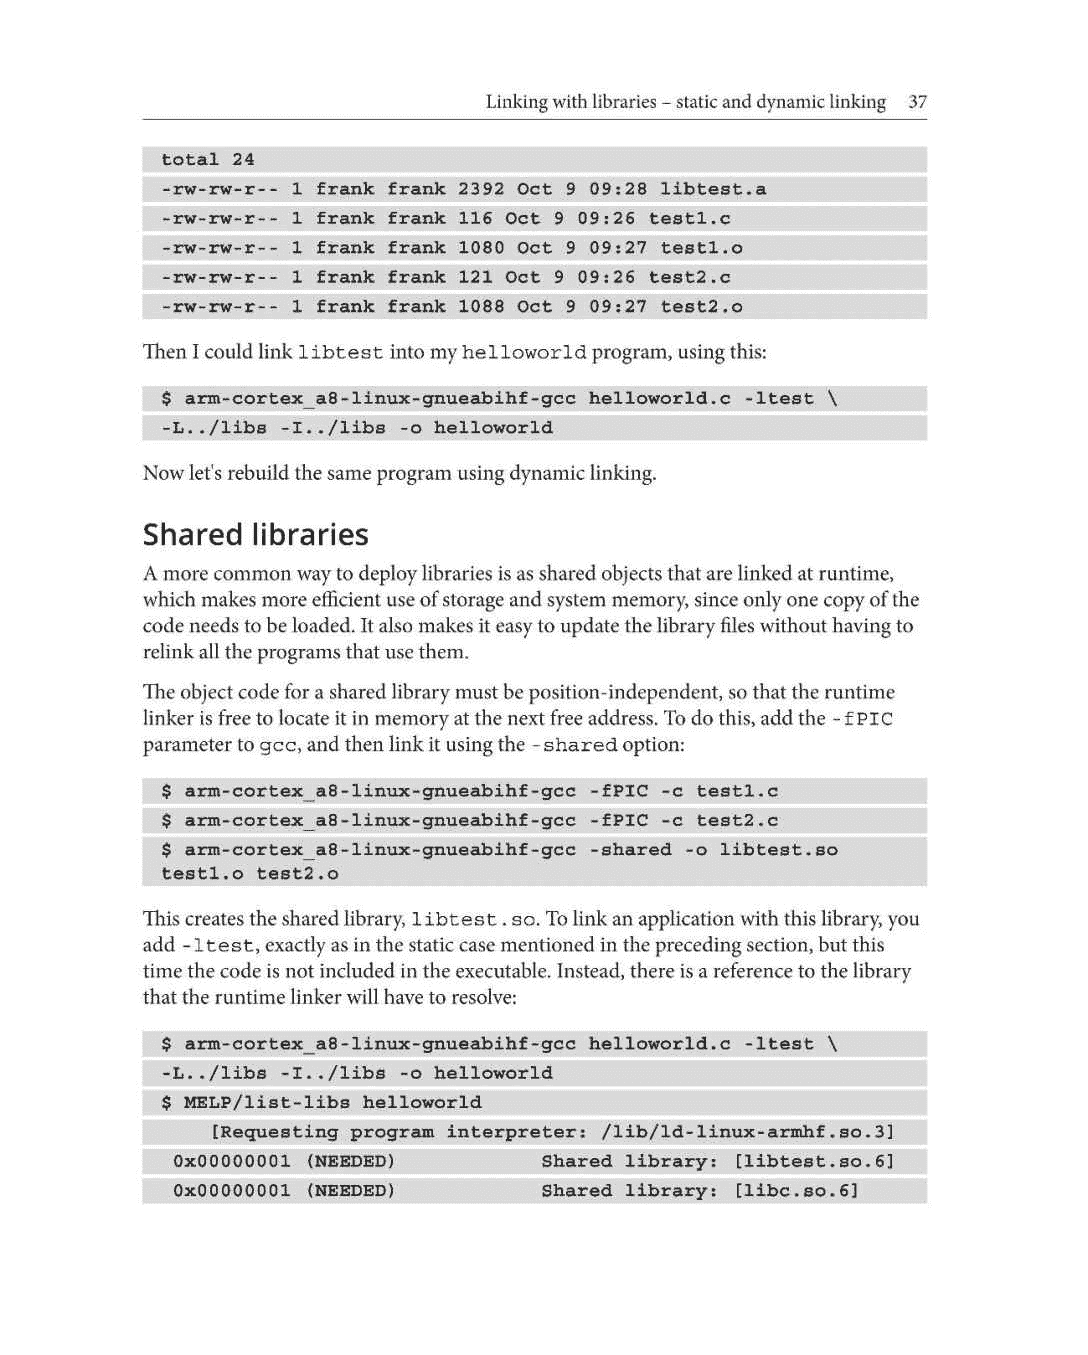 Linking with libraries – static and dynamic linking 37
total 24
-rw-rw-r-- 1 frank frank 2392 Oct 9 09:28 libtest.a
-rw-rw-r-- 1 frank frank 116 Oct 9 09:26 test1.c
-rw-rw-r-- 1 frank frank 1080 Oct 9 09:27 test1.o
-rw-rw-r-- 1 frank frank 121 Oct 9 09:26 test2.c
-rw-rw-r-- 1 frank frank 1088 Oct 9 09:27 test2.o
Then I could link libtest into my helloworld program, using this:
$ arm-cortex_a8-linux-gnueabihf-gcc helloworld.c -ltest \
-L../libs -I../libs -o helloworld
Now let's rebuild the same program using dynamic linking.
Shared libraries
A more common way to deploy libraries is as shared objects that are linked at runtime,
which makes more efficient use of storage and system memory, since only one copy of the
code needs to be loaded. It also makes it easy to update the library files without having to
relink all the programs that use them.
The object code for a shared library must be position-independent, so that the runtime
linker is free to locate it in memory at the next free address. To do this, add the -fPIC
parameter to gcc, and then link it using the -shared option:
$ arm-cortex_a8-linux-gnueabihf-gcc -fPIC -c test1.c
$ arm-cortex_a8-linux-gnueabihf-gcc -fPIC -c test2.c
$ arm-cortex_a8-linux-gnueabihf-gcc -shared -o libtest.so
test1.o test2.o
This creates the shared library, libtest.so. To link an application with this library, you
add -ltest, exactly as in the static case mentioned in the preceding section, but this
time the code is not included in the executable. Instead, there is a reference to the library
that the runtime linker will have to resolve:
$ arm-cortex_a8-linux-gnueabihf-gcc helloworld.c -ltest \
-L../libs -I../libs -o helloworld
$ MELP/list-libs helloworld
[Requesting program interpreter: /lib/ld-linux-armhf.so.3]
0x00000001 (NEEDED) Shared library: [libtest.so.6]
0x00000001 (NEEDED) Shared library: [libc.so.6]